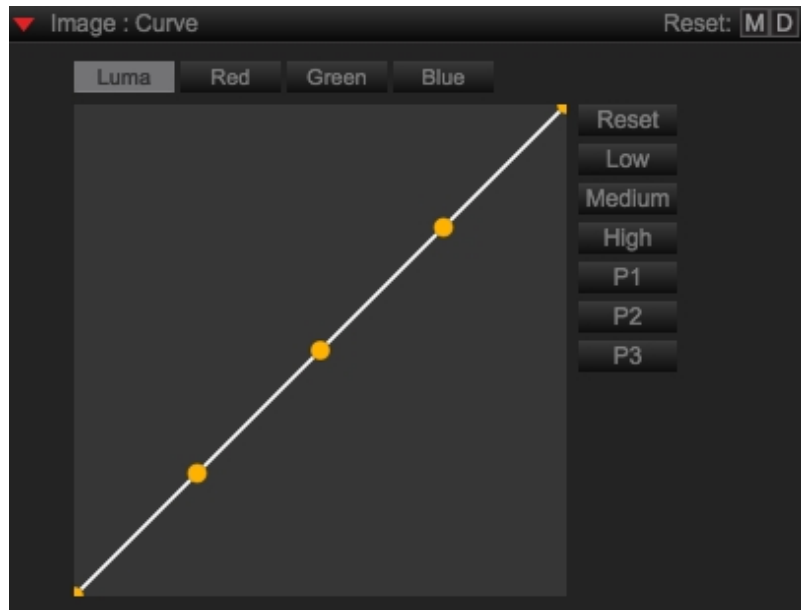 Image : Curve Reset: M D
Luma Red Green Blue
Reset
Low
Medium
High
P1
P2
P3